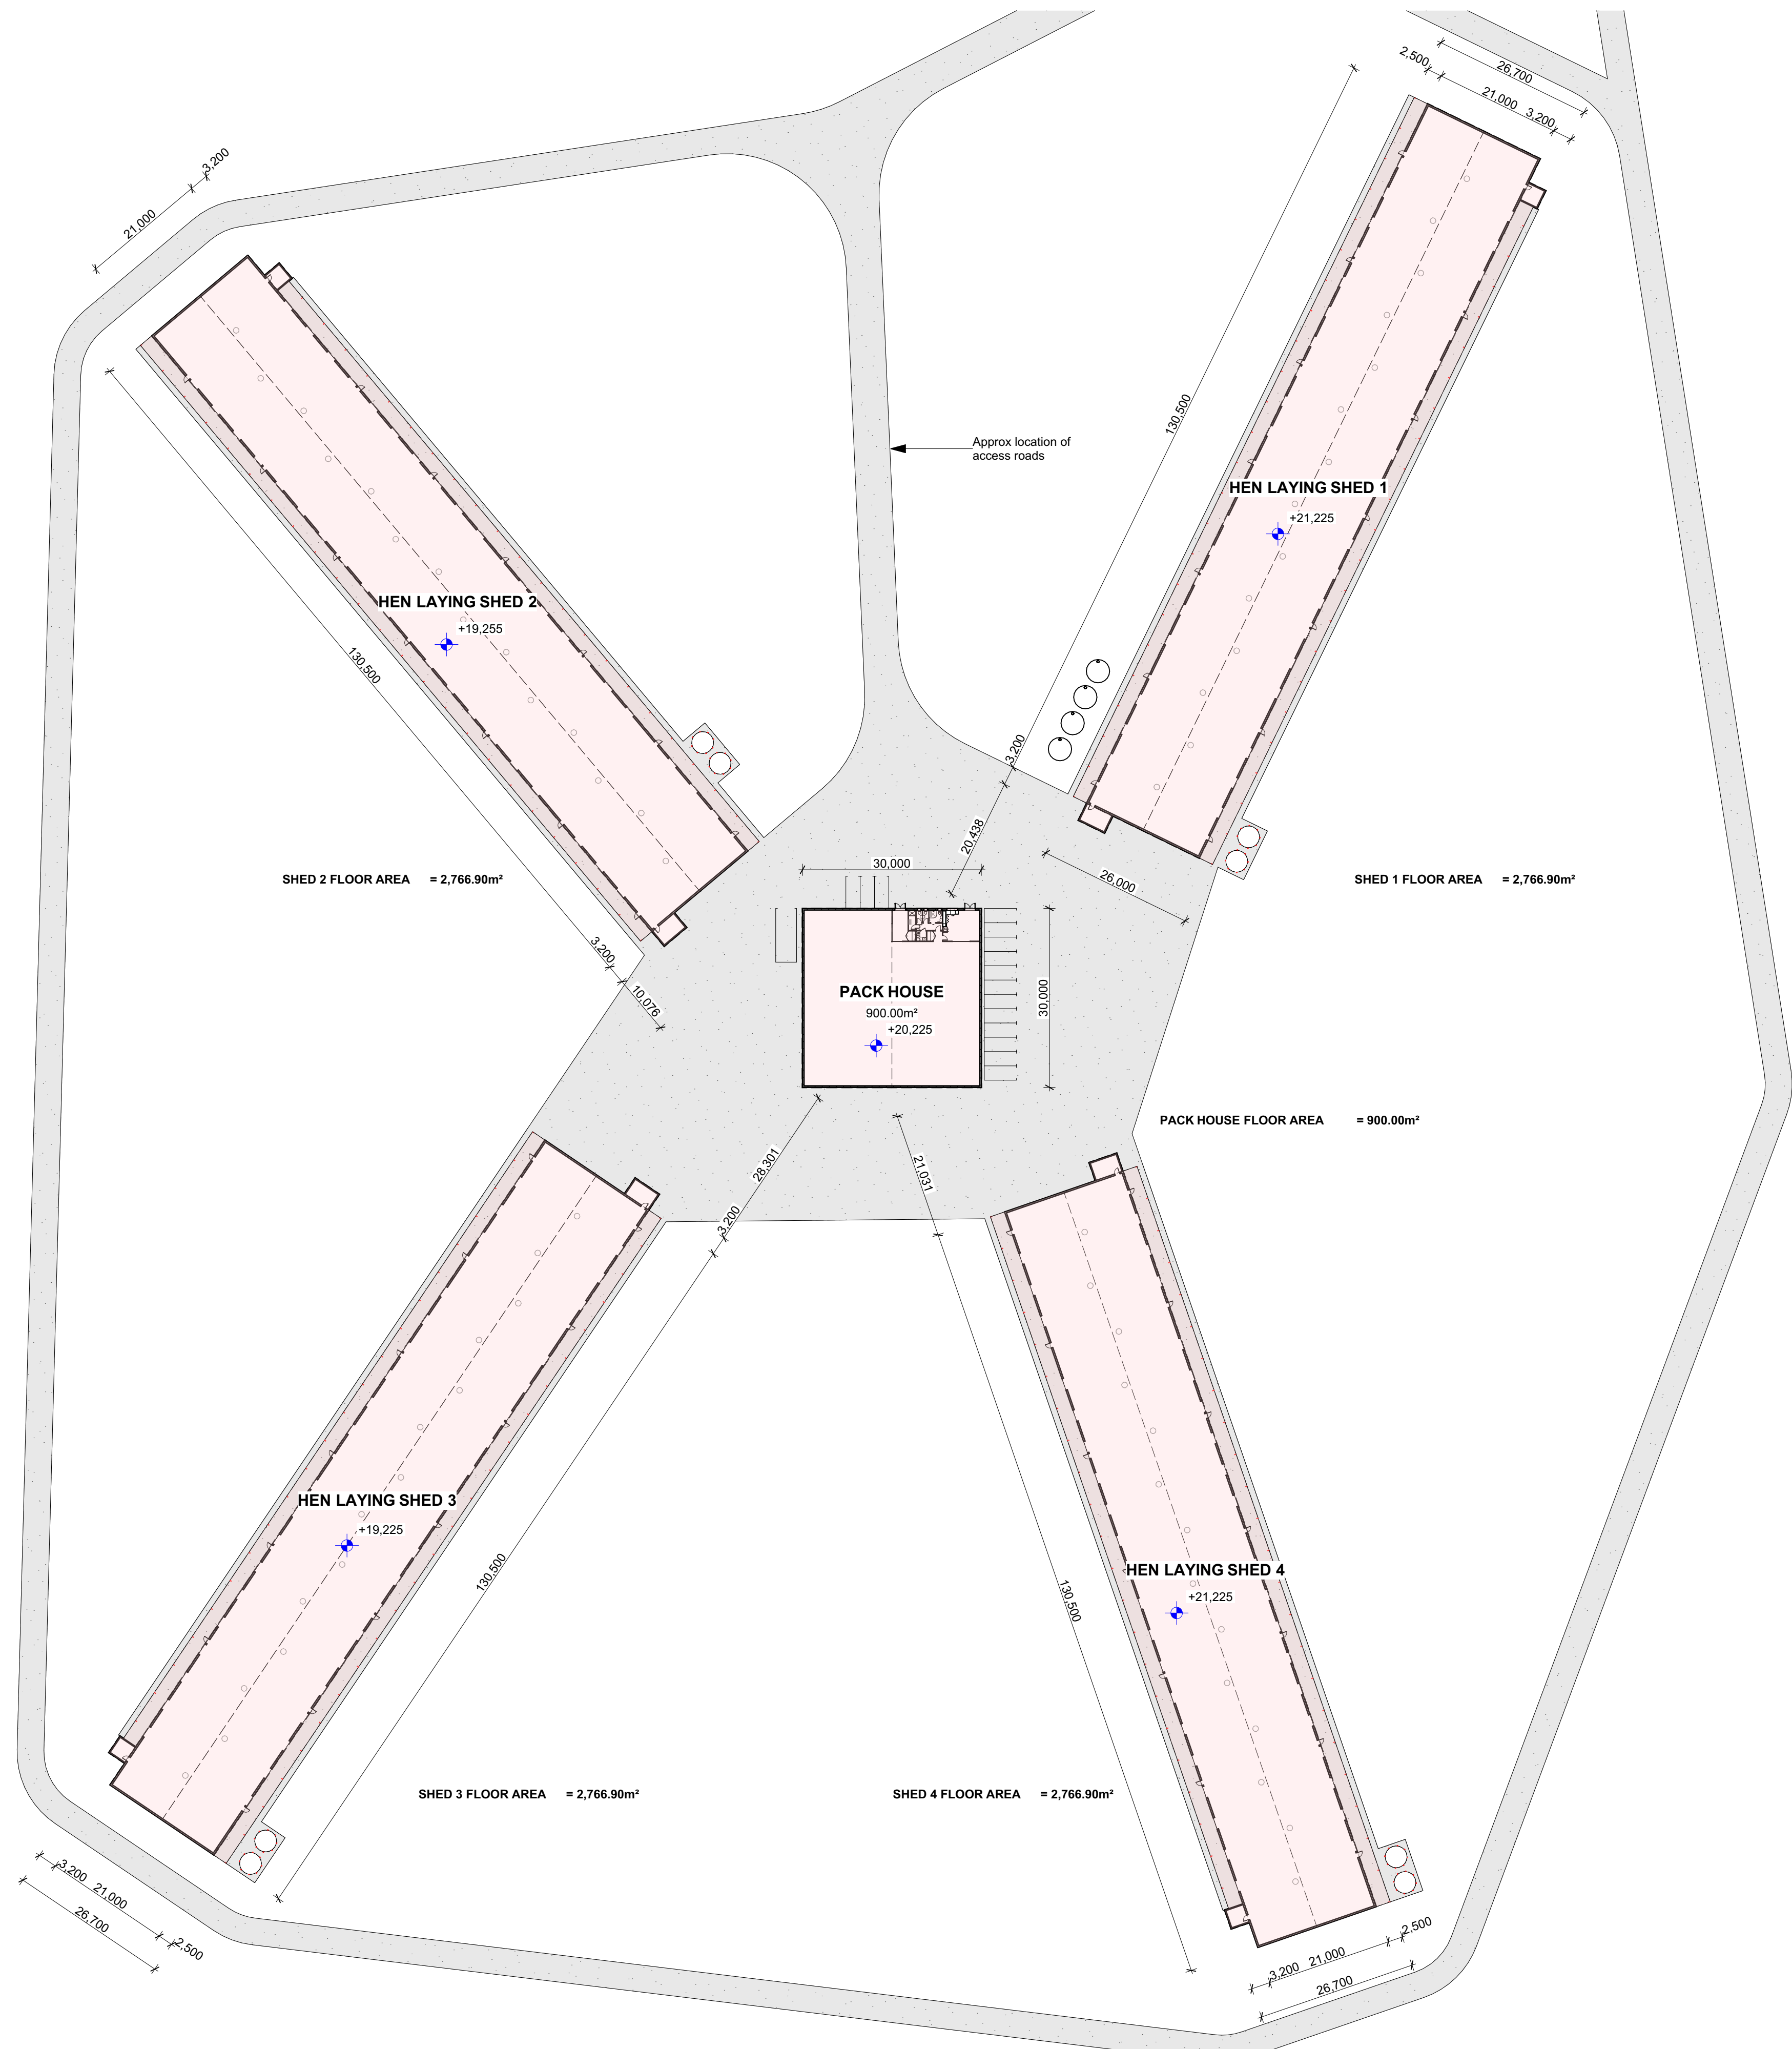 2,500
26,700
21,000
3,200
3,200
21,000
130,500
Approx location of
access roads
HEN LAYING SHED 1
+21,225
HEN LAYING SHED 2
+19,255
130,500
3,200
20,438
30,000
26,000
SHED 2 FLOOR AREA = 2,766.90m²
SHED 1 FLOOR AREA = 2,766.90m²
3,200
10,076
PACK HOUSE
900.00m²
+20,225
30,000
PACK HOUSE FLOOR AREA = 900.00m²
28,301
21,031
3,200
HEN LAYING SHED 3
+19,225
130,500
HEN LAYING SHED 4
+21,225
130,500
SHED 3 FLOOR AREA = 2,766.90m²
SHED 4 FLOOR AREA = 2,766.90m²
3,200
21,000
26,700
2,500
2,500
3,200
21,000
26,700